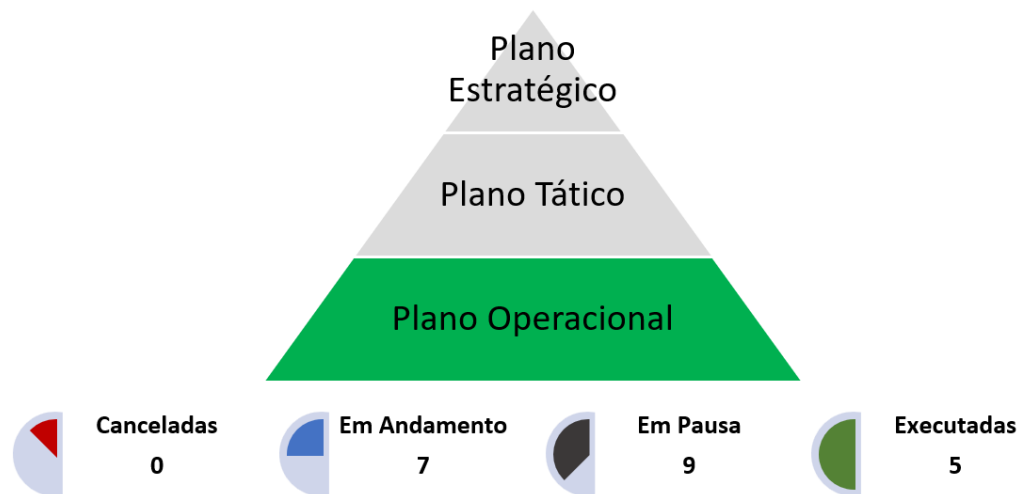 Plano
Estratégico
Plano Tático
Plano Operacional
Canceladas
0
Em Andamento
7
Em Pausa
9
Executadas
5